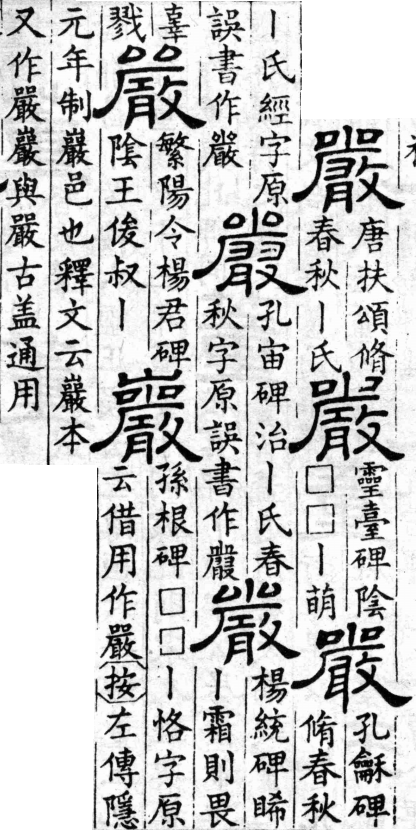 嚴
唐扶頌脩
春秋丨氏
嚴
靈臺碑陰
□□丨萌
嚴
孔龢碑
脩春秋
丨氏經字原
誤書作嚴
嚴
孔宙碑治丨氏春
秋字原誤書作嚴
嚴
楊統碑睎
丨霜則畏
辜
戮
嚴
繁陽令楊君碑
陰王俊叔丨
巖
孫根碑□□丨恪字原
云借用作嚴按左傳隱
元年制巖邑也釋文云巖本
又作嚴巖與嚴古盖通用